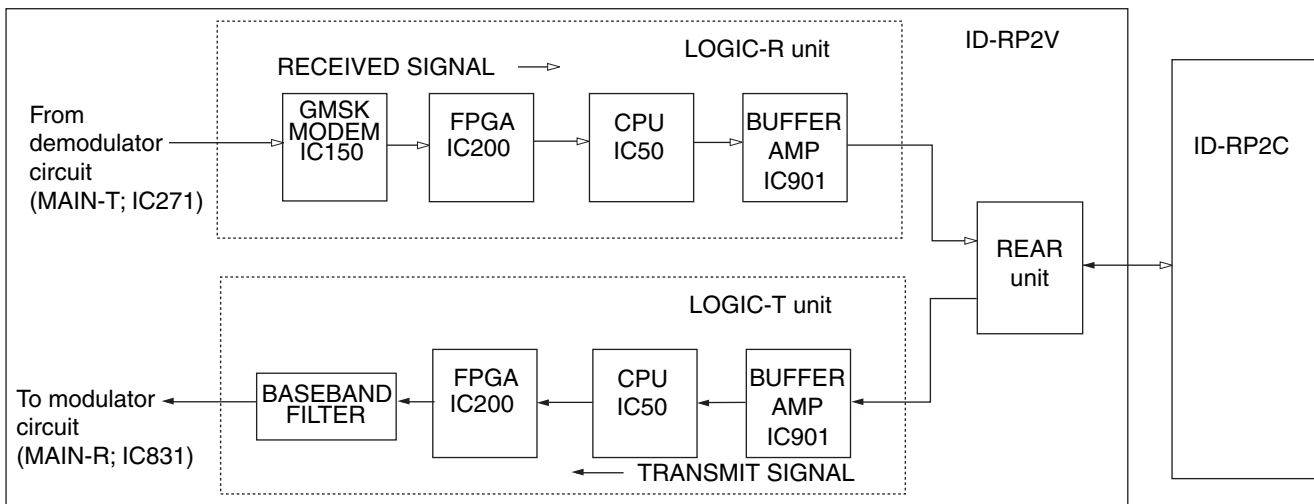 LOGIC-R unit
ID-RP2V
RECEIVED SIGNAL
From
demodulator
circuit
(MAIN-T; IC271)
GMSK
MODEM
IC150
FPGA
IC200
CPU
IC50
BUFFER
AMP
IC901
ID-RP2C
REAR
unit
LOGIC-T unit
To modulator
circuit
(MAIN-R; IC831)
BASEBAND
FILTER
FPGA
IC200
CPU
IC50
BUFFER
AMP
IC901
TRANSMIT SIGNAL